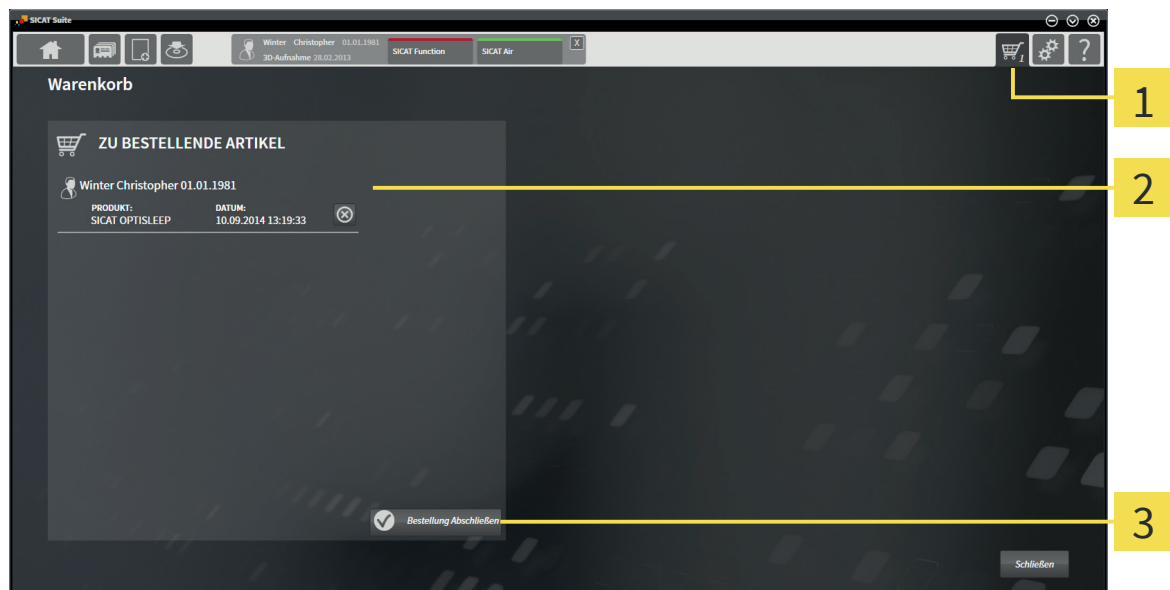 SICAT Suite
Winter Christopher 01.01.1981
3D-Aufnahme 28.02.2013
SICAT Function
SICAT Air
X
1
?
Warenkorb
1
ZU BESTELLENDE ARTIKEL
Winter Christopher 01.01.1981
2
PRODUKT: DATUM:
SICAT OPTISLEEP 10.09.2014 13:19:33
Bestellung Abschließen
3
Schließen